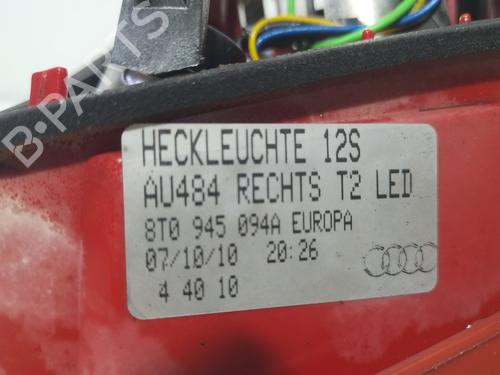 HECKLEUCHTE 12S
AU484 RECHTS T2 LED
8T0 945 094A EUROPA
07/10/10 20:26
4 40 10
B-PARTS